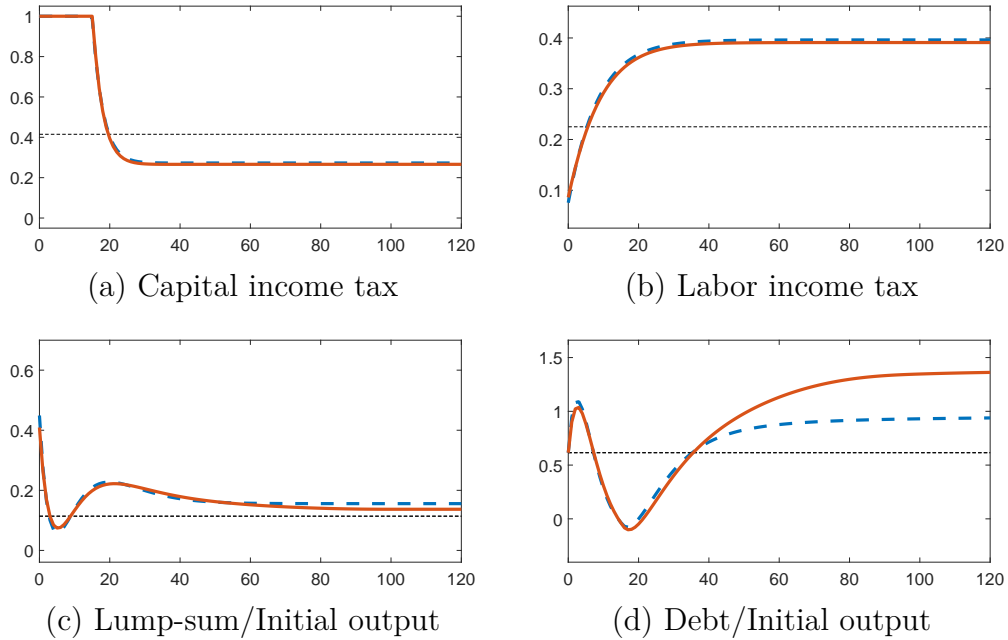 1
0.8
0.6
0.4
0.2
0
0 20 40 60 80 100 120
(a) Capital income tax
0.4
0.3
0.2
0.1
0 20 40 60 80 100 120
(b) Labor income tax
0.6
0.4
0.2
0
0 20 40 60 80 100 120
(c) Lump-sum/Initial output
1.5
1
0.5
0
0 20 40 60 80 100 120
(d) Debt/Initial output